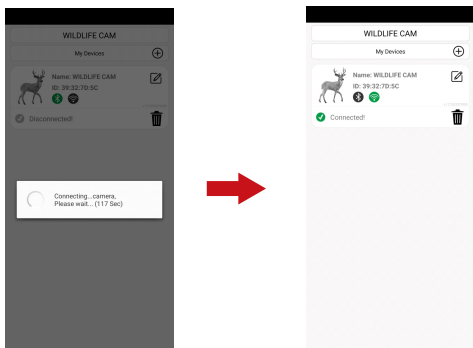 WILDLIFE CAM
My Devices
Name: WILDLIFE CAM
ID: 39:32:7D:5C
Disconnected!
Connecting...camera,
Please wait... (117 Sec)
WILDLIFE CAM
My Devices
Name: WILDLIFE CAM
ID: 39:32:7D:5C
Connected!